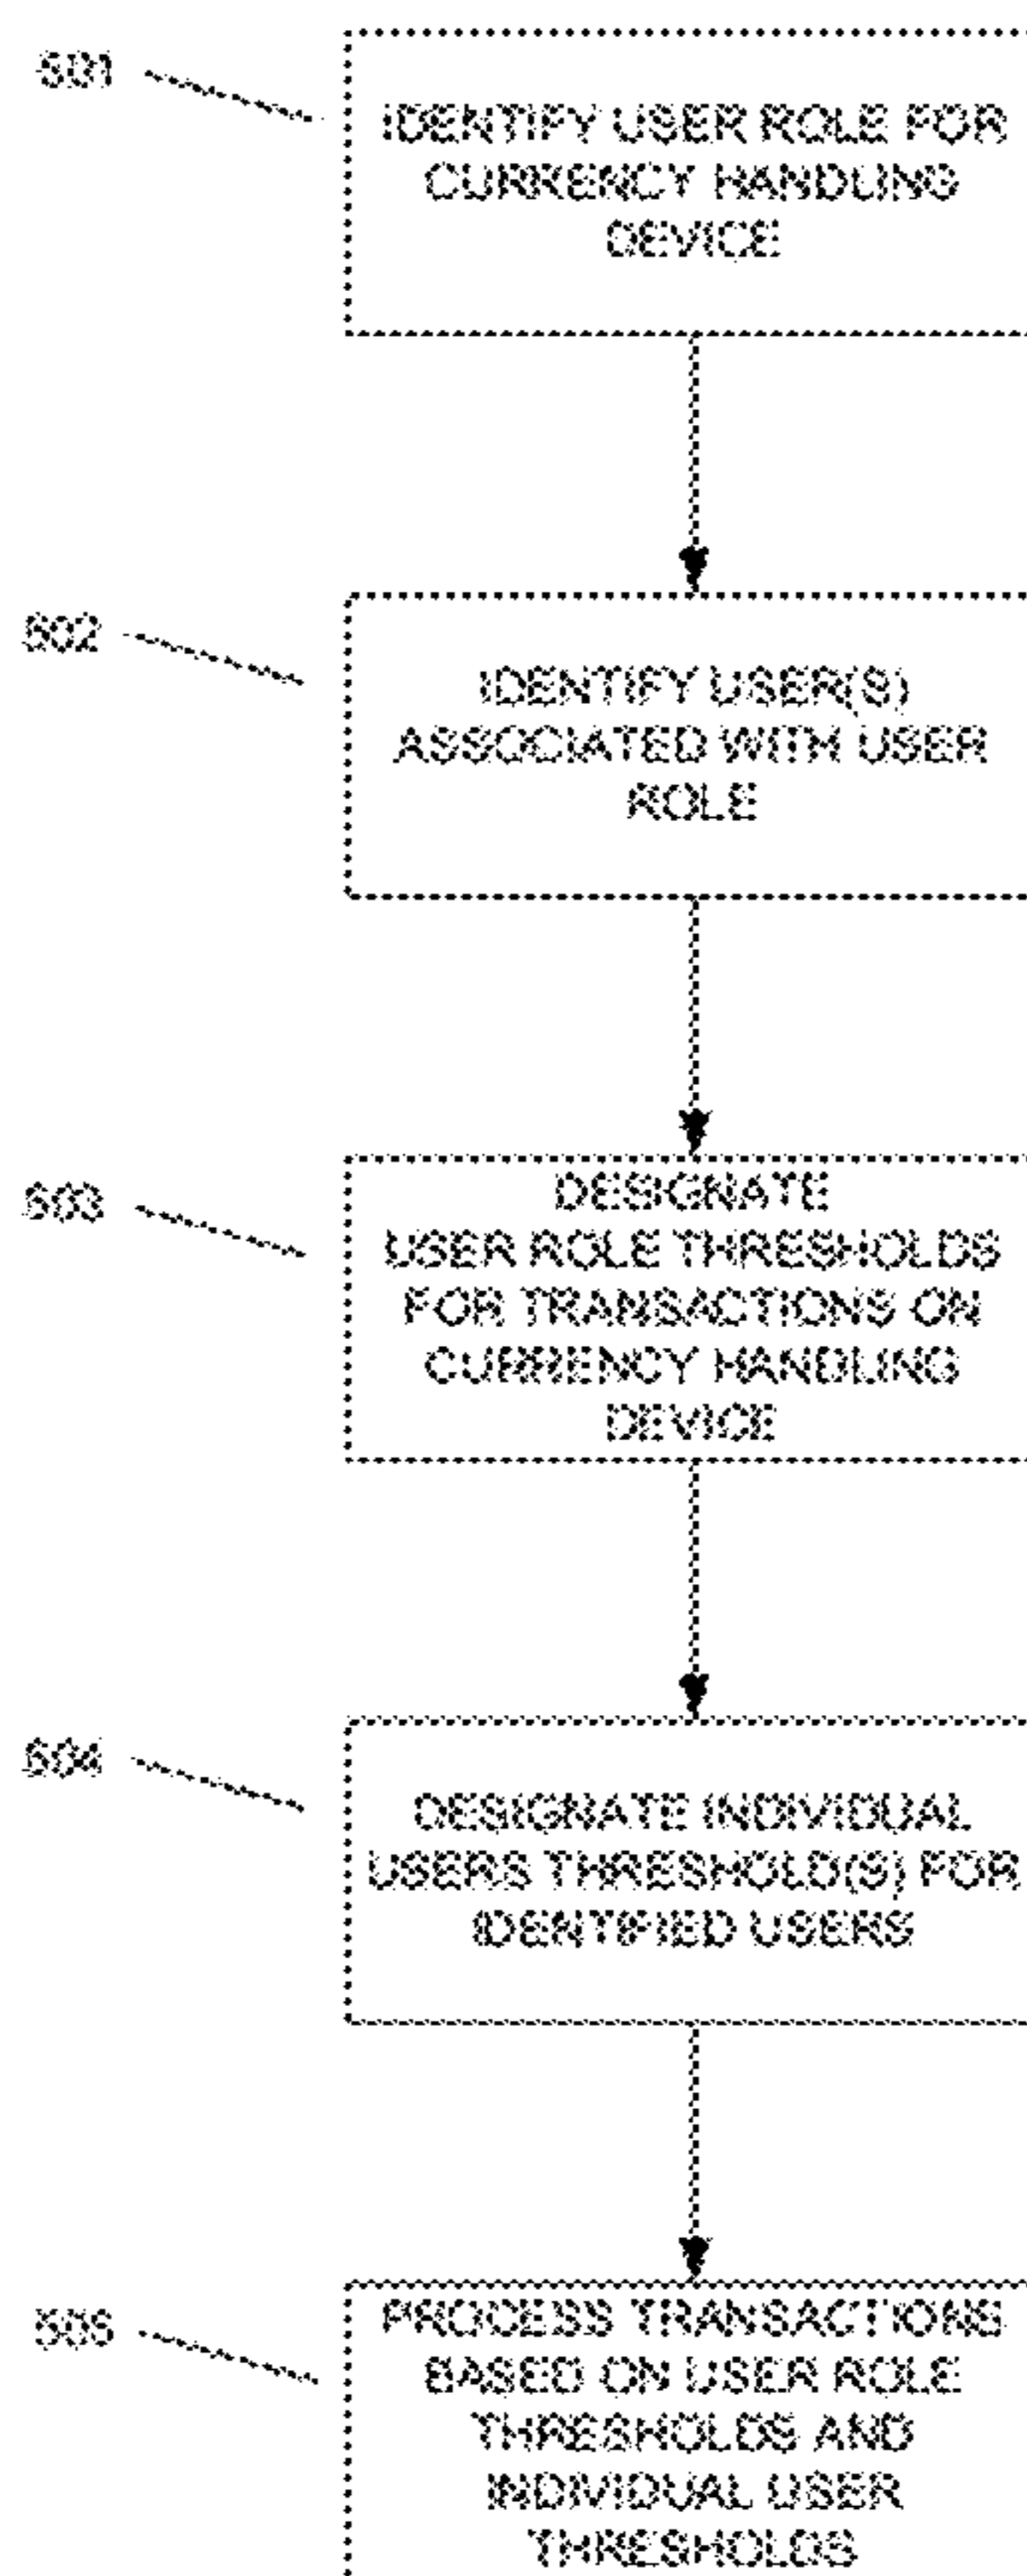 501
IDENTIFY USER ROLE FOR
CURRENCY HANDLING
DEVICE
502
IDENTIFY USER(S)
ASSOCIATED WITH USER
ROLE
503
DESIGNATE
USER ROLE THRESHOLDS
FOR TRANSACTIONS ON
CURRENCY HANDLING
DEVICE
504
DESIGNATE INDIVIDUAL
USERS THRESHOLD(S) FOR
IDENTIFIED USERS
505
PROCESS TRANSACTIONS
BASED ON USER ROLE
THRESHOLDS AND
INDIVIDUAL USER
THRESHOLDS